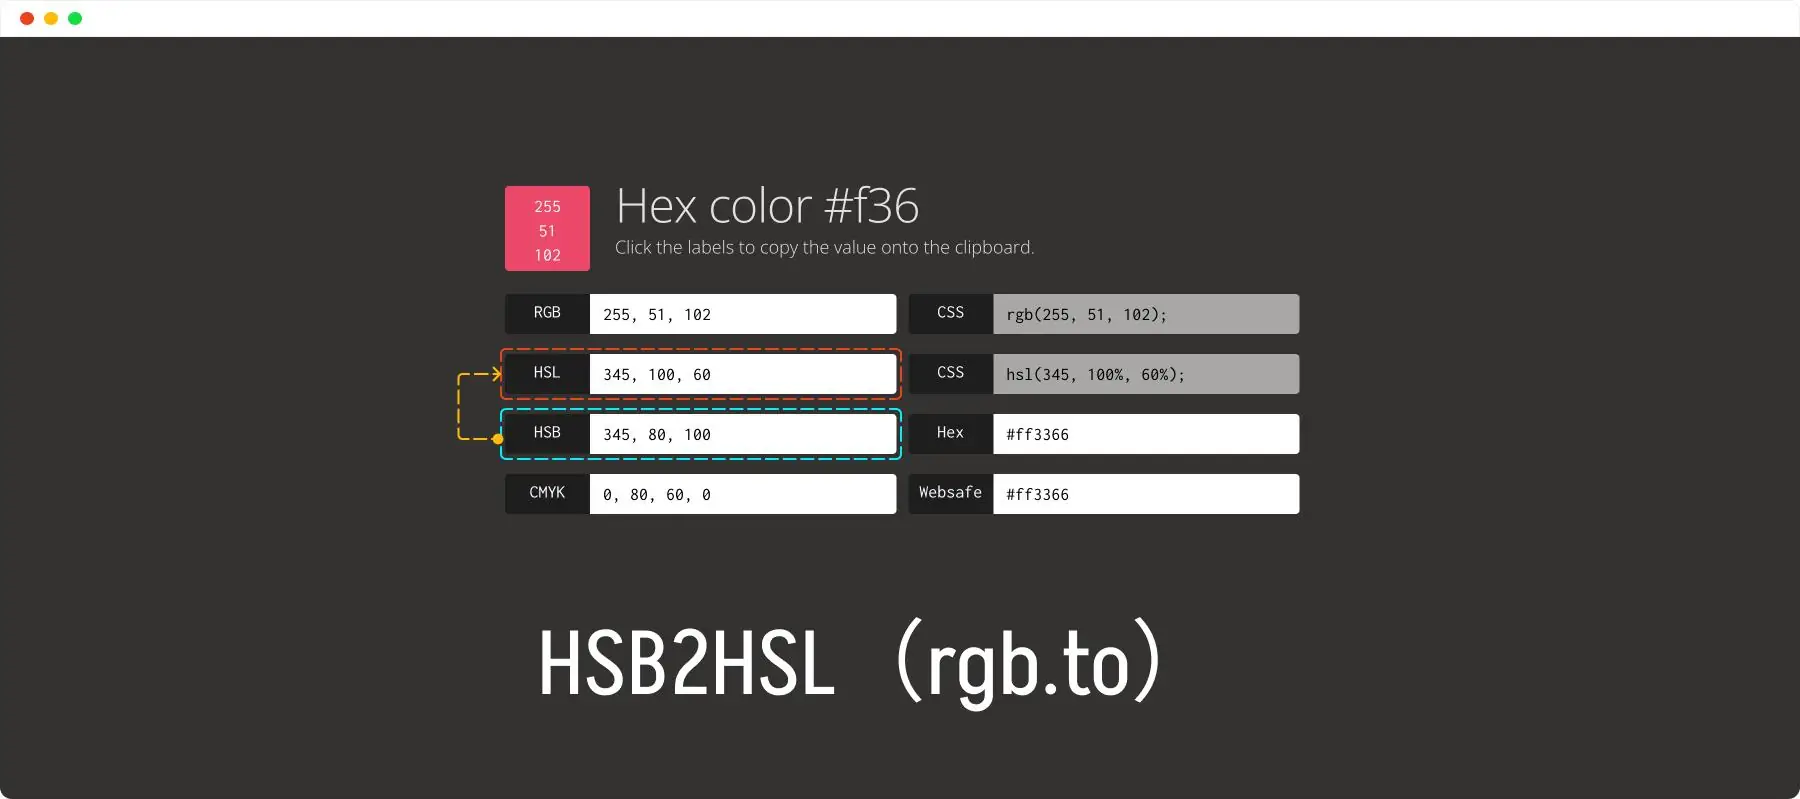 255
51
102
Hex color #f36
Click the labels to copy the value onto the clipboard.
RGB 255, 51, 102 CSS rgb(255, 51, 102);
HSL 345, 100, 60 CSS hsl(345, 100%, 60%);
HSB 345, 80, 100 Hex #ff3366
CMYK 0, 80, 60, 0 Websafe #ff3366
HSB2HSL（rgb.to）